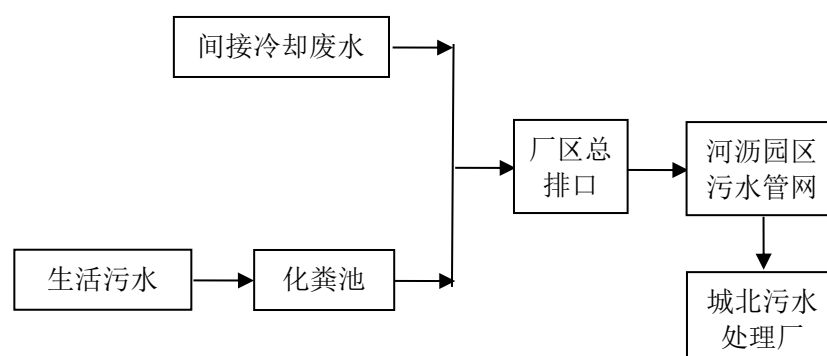 间接冷却废水
厂区总
排口
河沥园区
污水管网
生活污水
化粪池
城北污水
处理厂